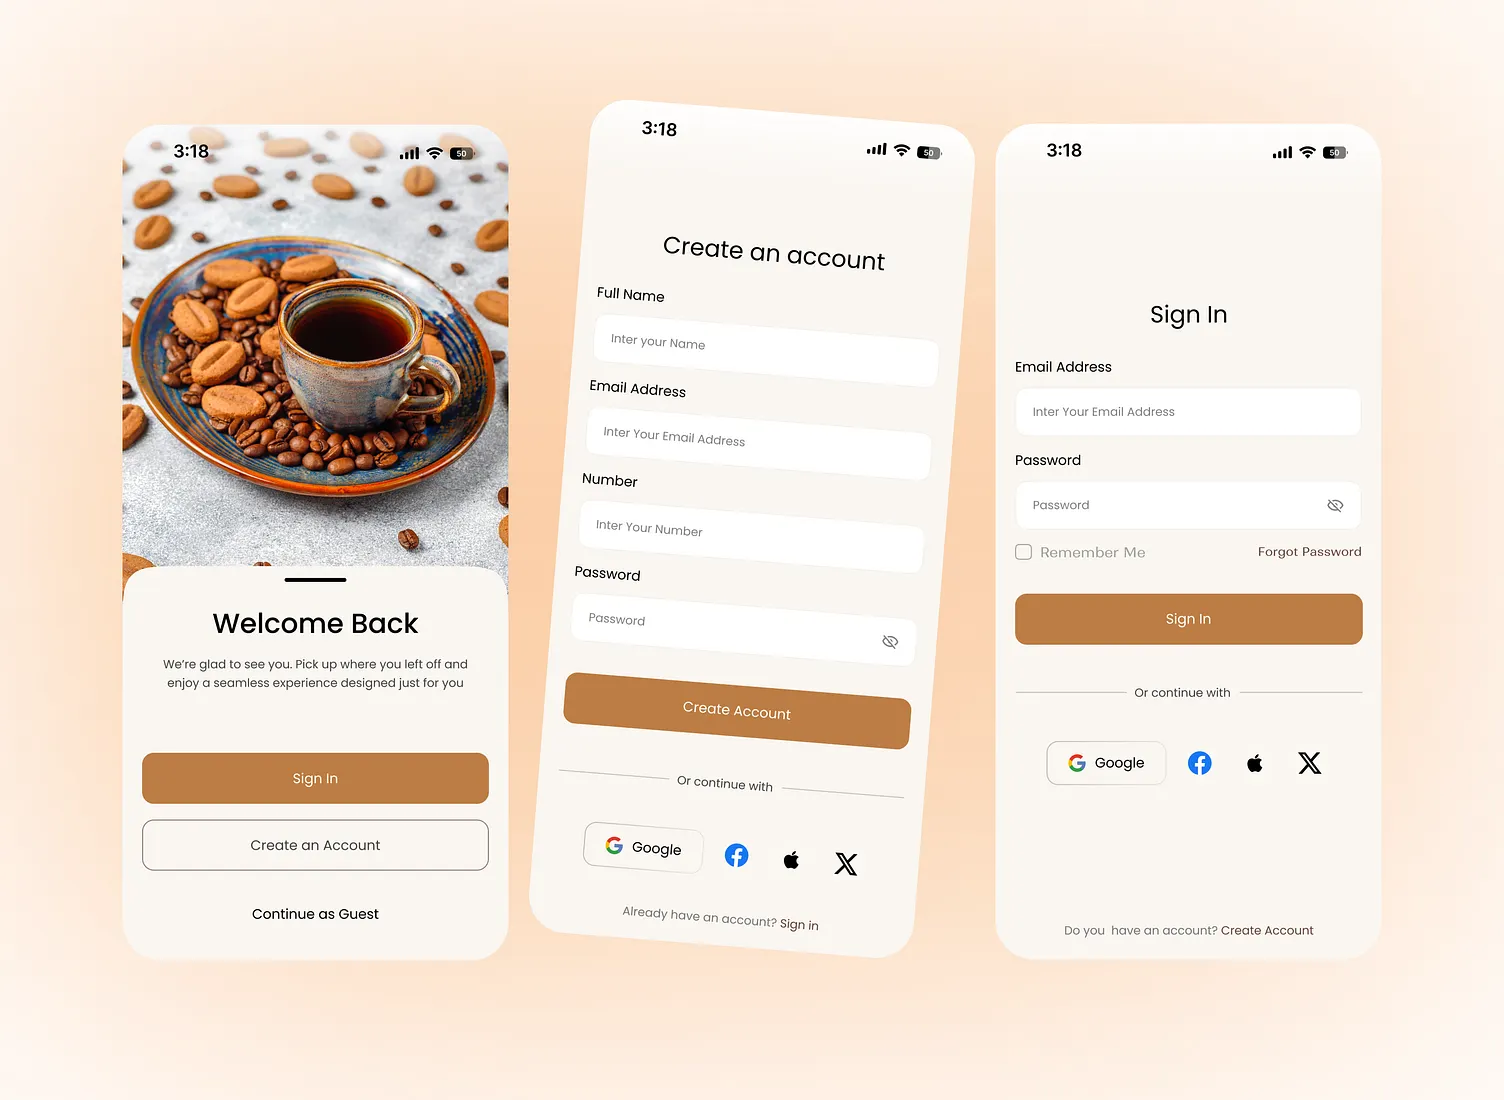 3:18
50
Welcome Back
We're glad to see you. Pick up where you left off and
enjoy a seamless experience designed just for you
Sign In
Create an Account
Continue as Guest
3:18
50
Create an account
Full Name
Inter your Name
Email Address
Inter Your Email Address
Number
Inter Your Number
Password
Password
Create Account
Or continue with
Google
Already have an account? Sign in
3:18
50
Sign In
Email Address
Inter Your Email Address
Password
Password
Remember Me
Forgot Password
Sign In
Or continue with
Google
Do you have an account? Create Account